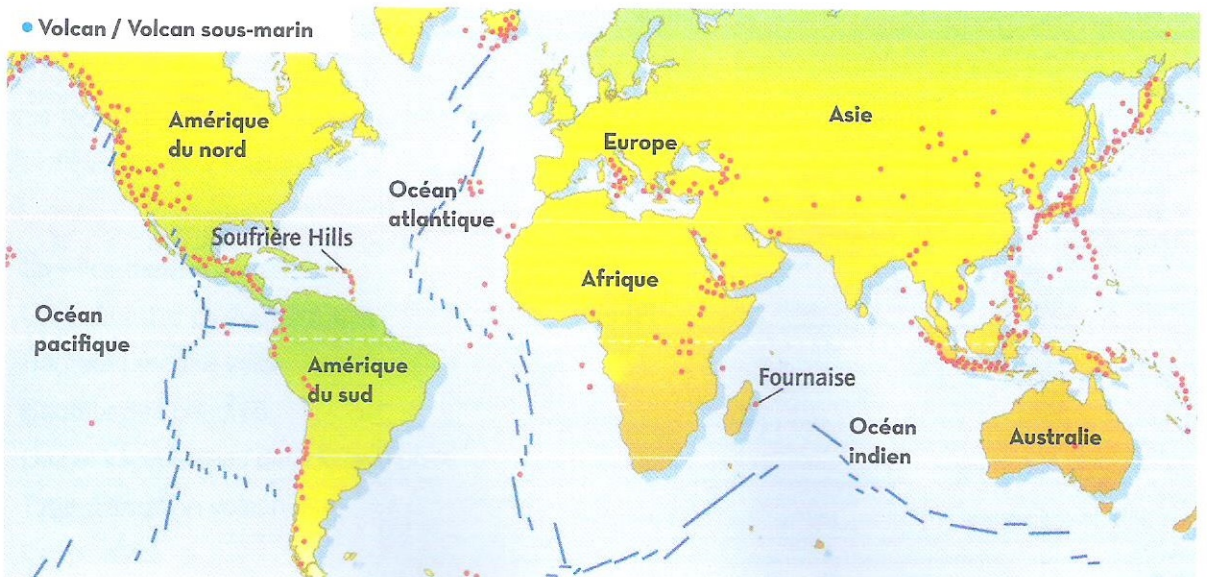 Volcan / Volcan sous-marin
Amérique
du nord
Asie
Europe
Océan
atlantique
Soufrière Hills
Afrique
Océan
pacifique
Amérique
du sud
Fournaise
Océan
indien
Australie